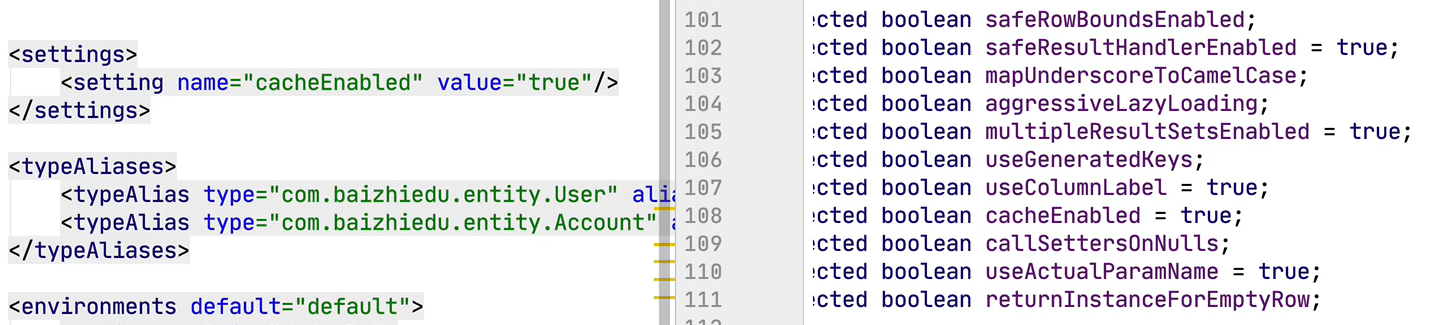 <settings>
<setting name="cacheEnabled" value="true"/>
</settings>
<typeAliases>
<typeAlias type="com.baizhiedu.entity.User" alia
<typeAlias type="com.baizhiedu.entity.Account" a
</typeAliases>
<environments default="default">
101 ected boolean safeRowBoundsEnabled;
102 ected boolean safeResultHandlerEnabled = true;
103 ected boolean mapUnderscoreToCamelCase;
104 ected boolean aggressiveLazyLoading;
105 ected boolean multipleResultSetsEnabled = true;
106 ected boolean useGeneratedKeys;
107 ected boolean useColumnLabel = true;
108 ected boolean cacheEnabled = true;
109 ected boolean callSettersOnNulls;
110 ected boolean useActualParamName = true;
111 ected boolean returnInstanceForEmptyRow;